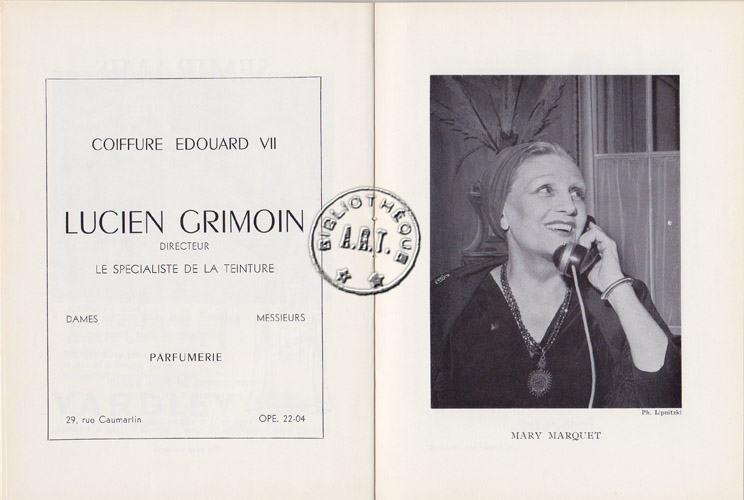 COIFFURE EDOUARD VII
LUCIEN GRIMOIN
DIRECTEUR
LE SPECIALISTE DE LA TEINTURE
DAMES
MESSIEURS
PARFUMERIE
29, rue Caumartin
OPE. 22-04
BIBLIOTHÈQUE
A.R.T.
Ph. Lipnitzki
MARY MARQUET